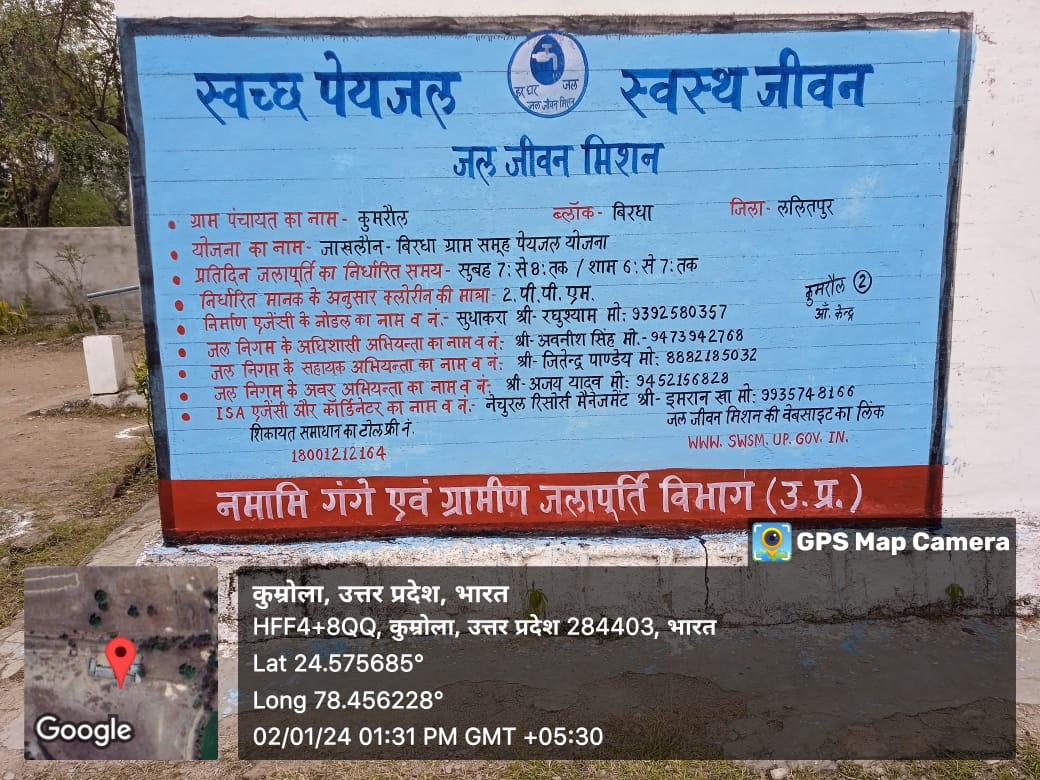 स्वच्छ पेयजल
हर घर जल
जल जीवन मिशन
स्वस्थ जीवन
जल जीवन मिशन
• ग्राम पंचायत का नाम - कुमरौल ब्लॉक - बिरधा जिला - ललितपुर
• योजना का नाम - जाखलौन - बिरधा ग्राम समूह पेयजल योजना
• प्रतिदिन जलापूर्ति का निर्धारित समय - सुबह 7: से 8: तक / शाम 6: से 7: तक
• निर्धारित मानक के अनुसार क्लोरीन की मात्रा - 2. पी. पी. एम.
कुमरौल ②
आँ. केन्द्र
• निर्माण एजेंसी के नोडल का नाम व नं. - सुधाकरा श्री - रघुश्याम मो: 9392580357
• जल निगम के अधिशासी अभियन्ता का नाम व नं: श्री - अवनीश सिंह मो. - 9473942768
• जल निगम के सहायक अभियन्ता का नाम व नं: श्री - जितेन्द्र पाण्डेय मो: 8882185032
• जल निगम के अवर अभियन्ता का नाम व नं: श्री - अजय यादव मो: 9452156828
• ISA एजेंसी और कॉर्डिनेटर का नाम व नं. - नेचुरल रिसोर्स मैनेजमेंट श्री - इमरान खा मो: 9935748166
शिकायत समाधान का टोल फ्री नं.
18001212164
जल जीवन मिशन की वेबसाइट का लिंक
WWW. SWSM. UP. GOV. IN.
नमामि गंगे एवं ग्रामीण जलापूर्ति विभाग (उ.प्र.)
GPS Map Camera
कुम्रोला, उत्तर प्रदेश, भारत
HFF4+8QQ, कुम्रोला, उत्तर प्रदेश 284403, भारत
Lat 24.575685°
Long 78.456228°
02/01/24 01:31 PM GMT +05:30
Google